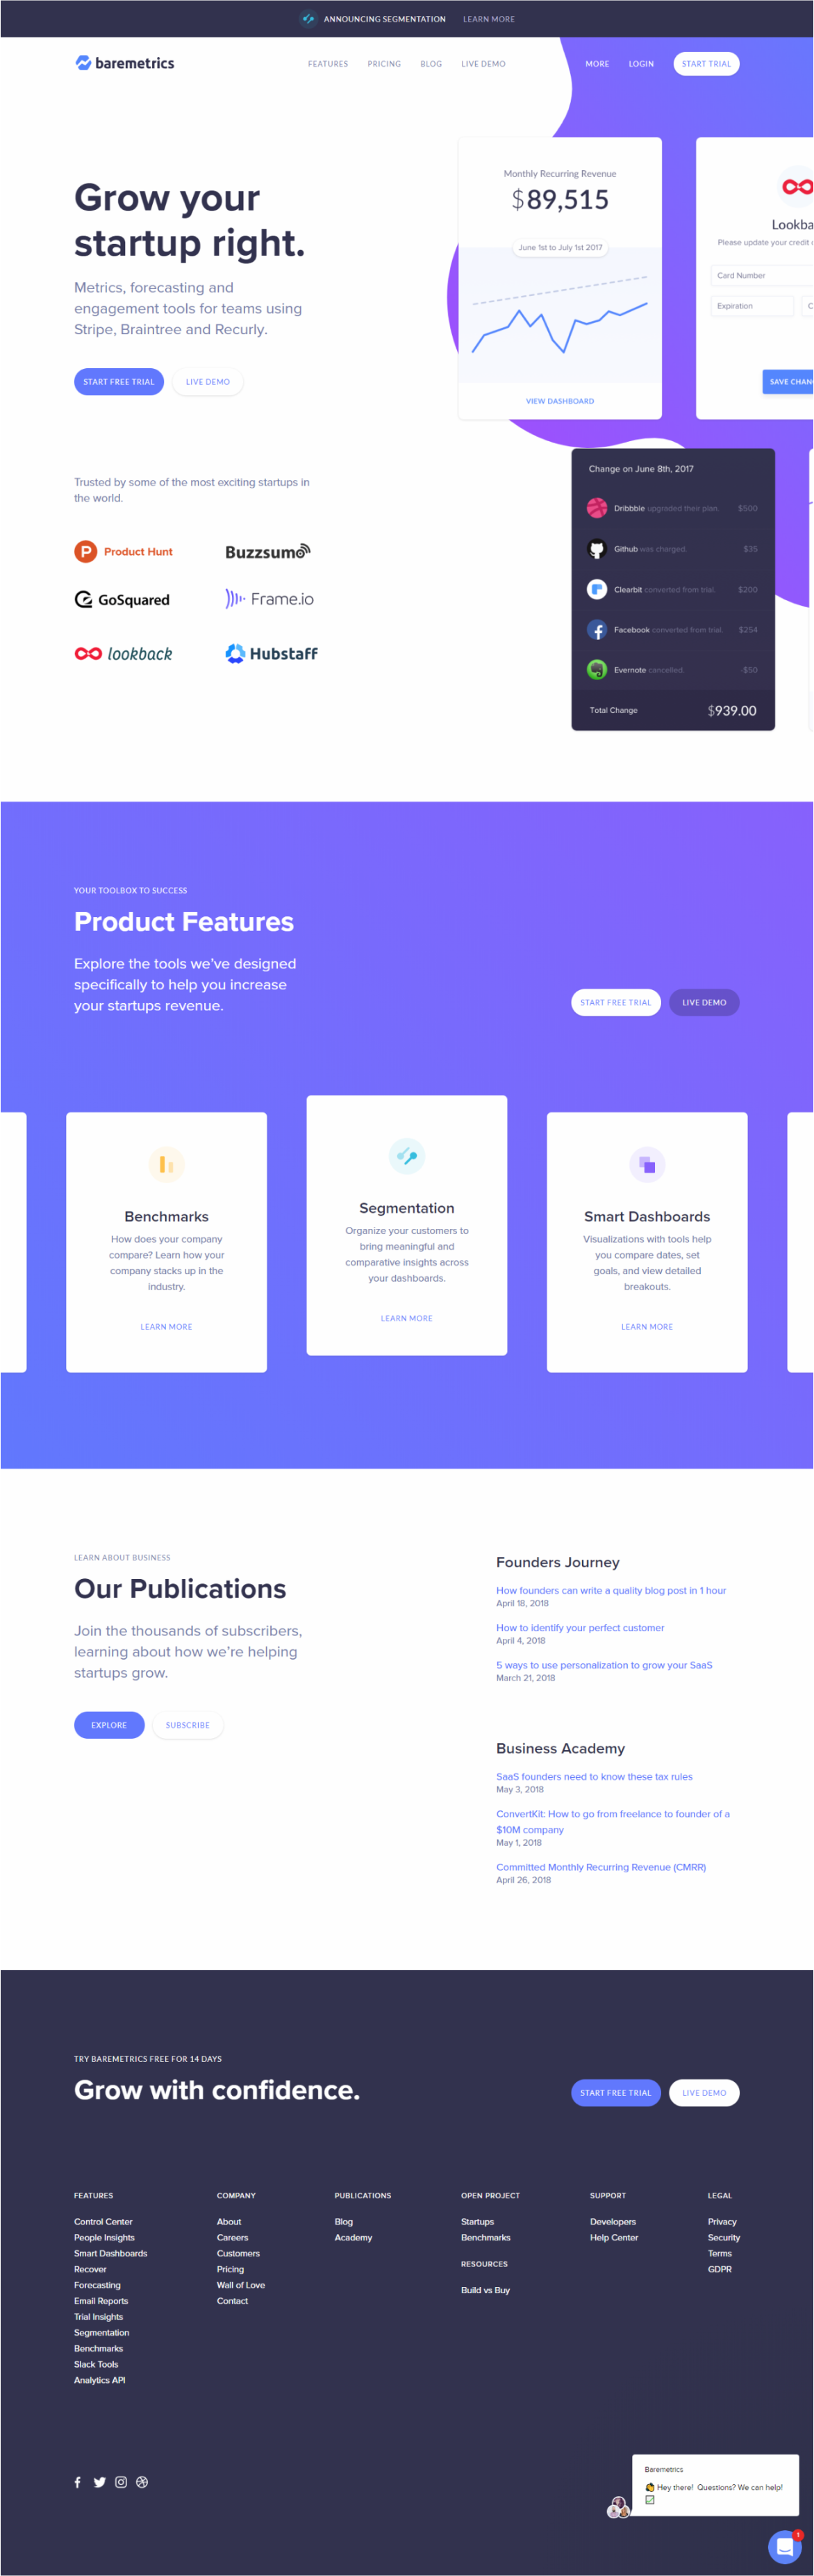 ANNOUNCING SEGMENTATION LEARN MORE
baremetrics FEATURES PRICING BLOG LIVE DEMO MORE LOGIN START TRIAL
Grow your
startup right.
Metrics, forecasting and
engagement tools for teams using
Stripe, Braintree and Recurly.
START FREE TRIAL LIVE DEMO
Monthly Recurring Revenue
$89,515
June 1st to July 1st 2017
VIEW DASHBOARD
Lookba
Please update your credit c
Card Number
Expiration C
SAVE CHAN
Trusted by some of the most exciting startups in
the world.
Product Hunt Buzzsumo
GoSquared Frame.io
lookback Hubstaff
Change on June 8th, 2017
Dribbble upgraded their plan. $500
Github was charged. $35
Clearbit converted from trial. $200
Facebook converted from trial. $254
Evernote cancelled. -$50
Total Change $939.00
YOUR TOOLBOX TO SUCCESS
Product Features
Explore the tools we've designed
specifically to help you increase
your startups revenue.
START FREE TRIAL LIVE DEMO
Benchmarks
How does your company
compare? Learn how your
company stacks up in the
industry.
LEARN MORE
Segmentation
Organize your customers to
bring meaningful and
comparative insights across
your dashboards.
LEARN MORE
Smart Dashboards
Visualizations with tools help
you compare dates, set
goals, and view detailed
breakouts.
LEARN MORE
LEARN ABOUT BUSINESS
Our Publications
Join the thousands of subscribers,
learning about how we're helping
startups grow.
EXPLORE SUBSCRIBE
Founders Journey
How founders can write a quality blog post in 1 hour
April 18, 2018
How to identify your perfect customer
April 4, 2018
5 ways to use personalization to grow your SaaS
March 21, 2018
Business Academy
SaaS founders need to know these tax rules
May 3, 2018
ConvertKit: How to go from freelance to founder of a
$10M company
May 1, 2018
Committed Monthly Recurring Revenue (CMRR)
April 26, 2018
TRY BAREMETRICS FREE FOR 14 DAYS
Grow with confidence.
START FREE TRIAL LIVE DEMO
FEATURES
Control Center
People Insights
Smart Dashboards
Recover
Forecasting
Email Reports
Trial Insights
Segmentation
Benchmarks
Slack Tools
Analytics API
COMPANY
About
Careers
Customers
Pricing
Wall of Love
Contact
PUBLICATIONS
Blog
Academy
OPEN PROJECT
Startups
Benchmarks
RESOURCES
Build vs Buy
SUPPORT
Developers
Help Center
LEGAL
Privacy
Security
Terms
GDPR
Baremetrics
Hey there! Questions? We can help!
1